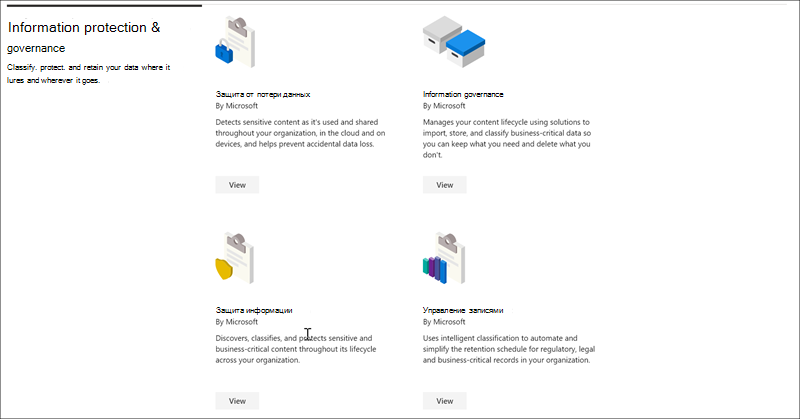 Information protection &
governance
Classify. protect. and retain your data where it
lures and wherever it goes.
Защита от потери данных
By Microsoft
Detects sensitive content as it's used and shared
throughout your organization, in the cloud and on
devices, and helps prevent accidental data loss.
View
Information governance
By Microsoft
Manages your content lifecycle using solutions to
import, store, and classify business-critical data so
you can keep what you need and delete what you
don't.
View
Защита информации
By Microsoft
Discovers, classifies, and protects sensitive and
business-critical content throughout its lifecycle
across your organization.
View
Управление записями
By Microsoft
Uses intelligent classification to automate and
simplify the retention schedule for regulatory, legal
and business-critical records in your organization.
View